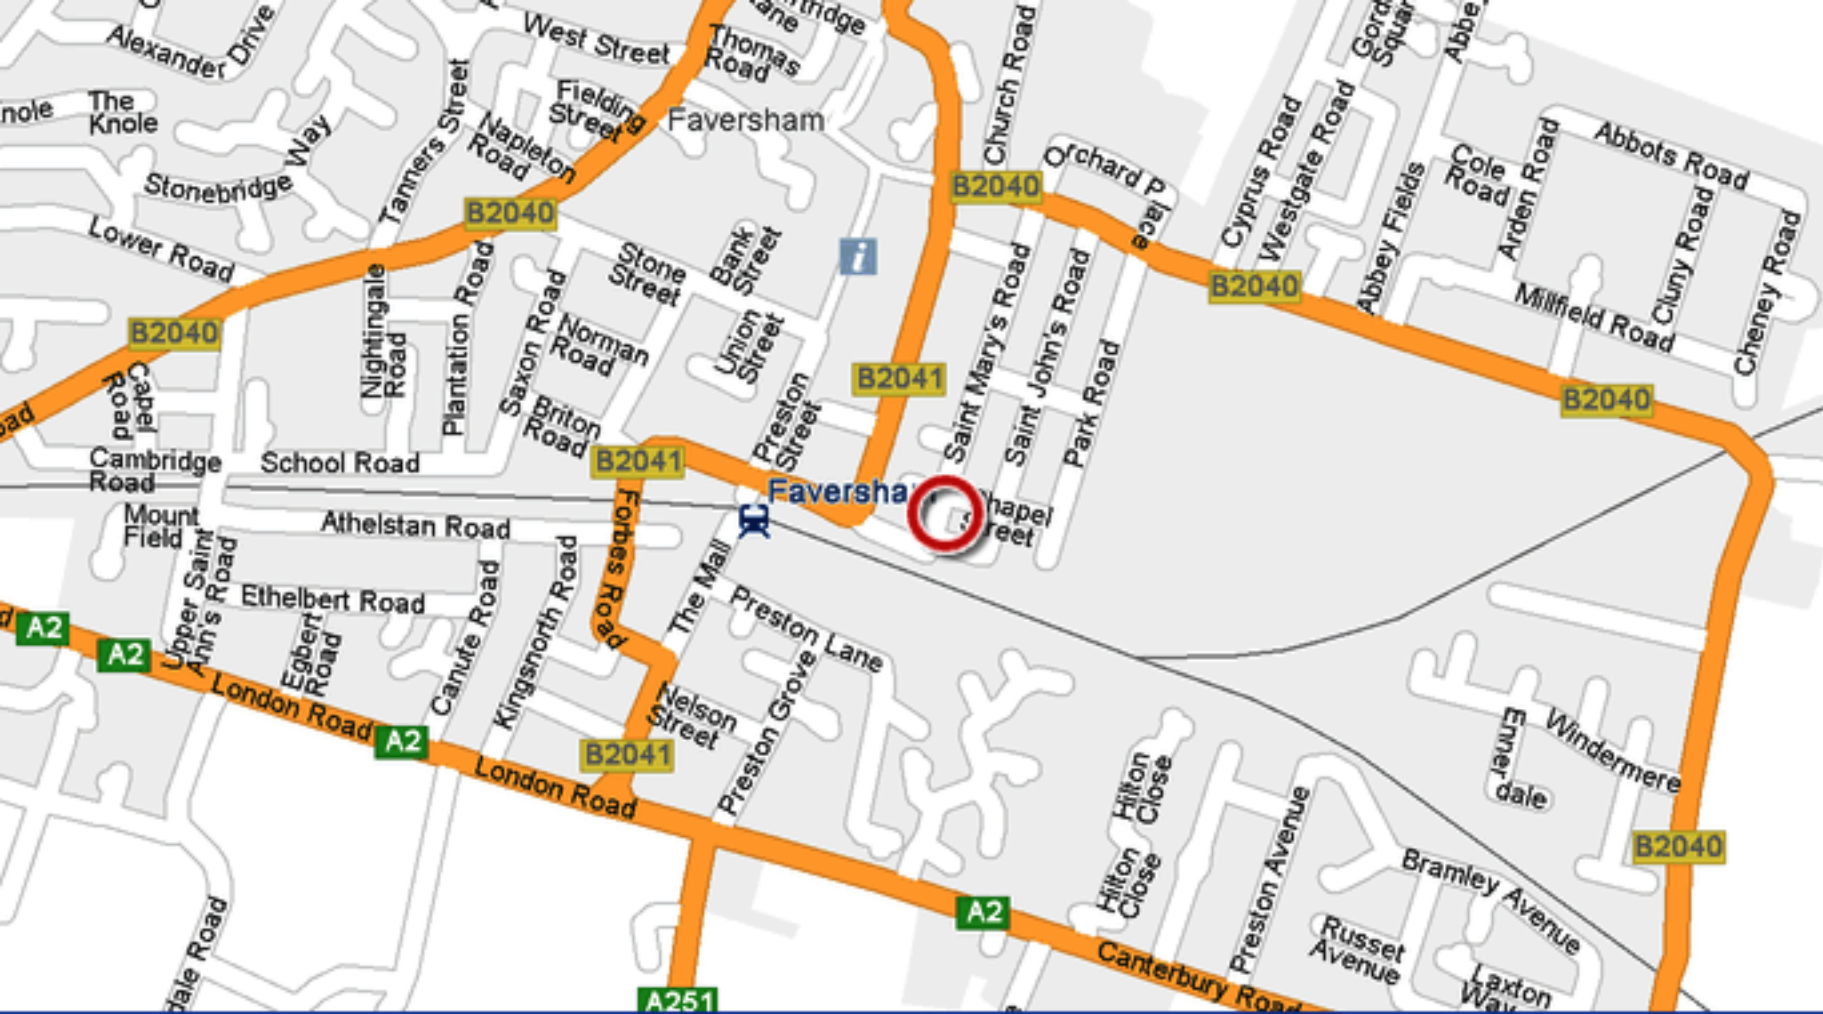 Alexander Drive
West Street
Thomas
Road
Church Road
The
Knole
Knole
Fielding
Street
Faversham
Napleton
Road
Tanners Street
Stonebridge Way
Lower Road
B2040
B2040
Orchard Place
Cyprus Road
Westgate Road
Abbey Fields
Cole
Road
Arden Road
Abbots Road
Cluny Road
Cheney Road
Millfield Road
B2040
B2040
B2040
Stone
Street
Bank
Street
i
Union
Street
Norman
Road
Saxon Road
Plantation Road
Nightingale
Road
Capel
Road
Briton
Road
Preston
Street
B2041
Saint Mary's Road
Saint John's Road
Park Road
Cambridge
Road
School Road
B2041
Faversham
Chapel
Street
Mount
Field
Athelstan Road
Forbes Road
The Mall
Upper Saint
Ann's Road
Ethelbert Road
Egbert
Road
Canute Road
Kingsnorth Road
Preston Lane
Preston Grove
Nelson
Street
A2
A2
London Road
A2
London Road
B2041
Hilton
Close
Hilton
Close
Preston Avenue
Ennerdale
Windermere
B2040
Bramley Avenue
Russet
Avenue
Laxton
Way
A2
Canterbury Road
A251
dale Road